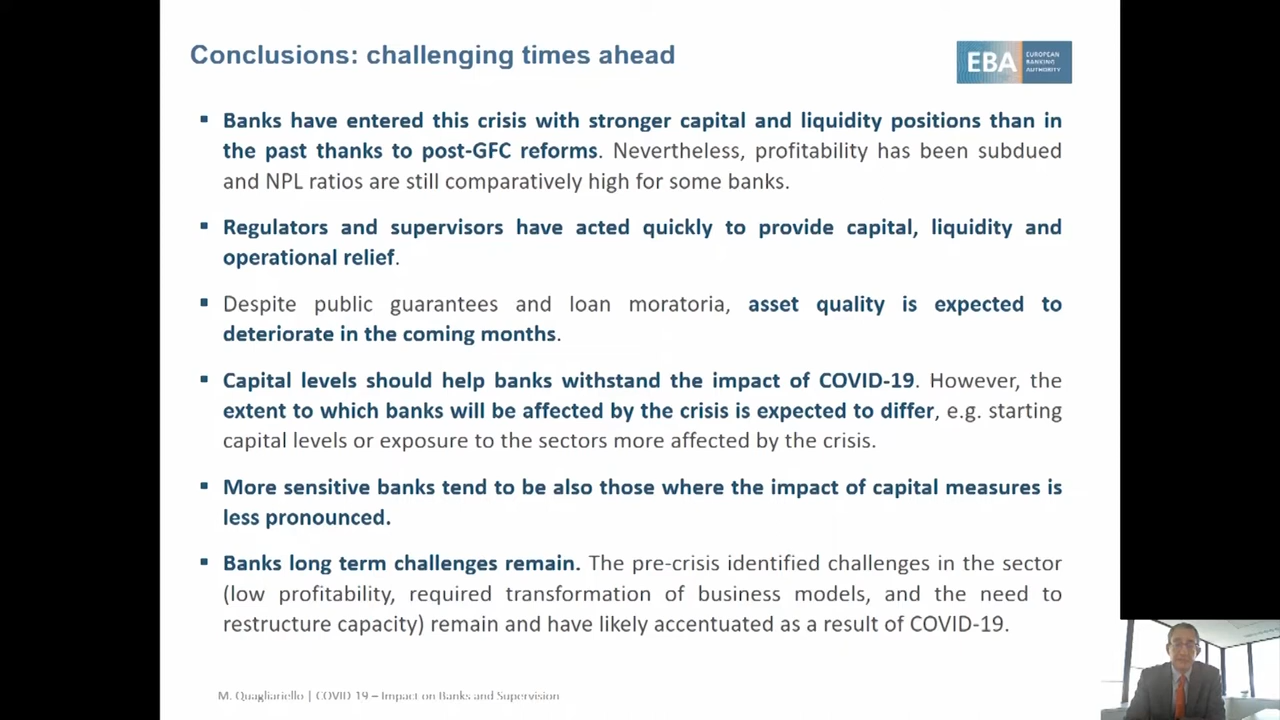 Conclusions: challenging times ahead
EBA
EUROPEAN
BANKING
AUTHORITY
▪ Banks have entered this crisis with stronger capital and liquidity positions than in
the past thanks to post-GFC reforms. Nevertheless, profitability has been subdued
and NPL ratios are still comparatively high for some banks.
▪ Regulators and supervisors have acted quickly to provide capital, liquidity and
operational relief.
▪ Despite public guarantees and loan moratoria, asset quality is expected to
deteriorate in the coming months.
▪ Capital levels should help banks withstand the impact of COVID-19. However, the
extent to which banks will be affected by the crisis is expected to differ, e.g. starting
capital levels or exposure to the sectors more affected by the crisis.
▪ More sensitive banks tend to be also those where the impact of capital measures is
less pronounced.
▪ Banks long term challenges remain. The pre-crisis identified challenges in the sector
(low profitability, required transformation of business models, and the need to
restructure capacity) remain and have likely accentuated as a result of COVID-19.
M. Quagliariello | COVID 19 – Impact on Banks and Supervision